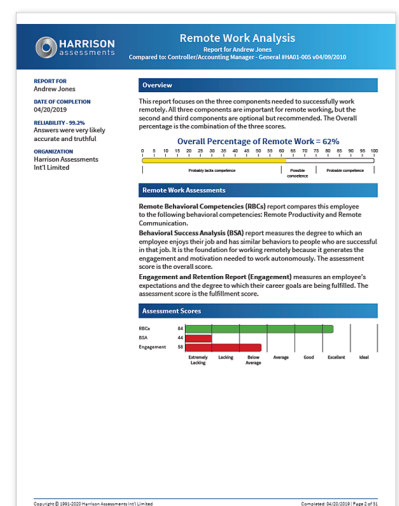 HARRISON
assessments
Remote Work Analysis
Report for Andrew Jones
Compared to: Controller/Accounting Manager - General #HA01-005 v04/09/2010
REPORT FOR
Andrew Jones
DATE OF COMPLETION
04/20/2019
RELIABILITY - 99.2%
Answers were very likely
accurate and truthful
ORGANIZATION
Harrison Assessments
Int'l Limited
Overview
This report focuses on the three components needed to successfully work
remotely. All three components are important for remote working, but the
second and third components are optional but recommended. The Overall
percentage is the combination of the three scores.
Overall Percentage of Remote Work = 62%
0 5 10 15 20 25 30 35 40 45 50 55 60 65 70 75 80 85 90 95 100
Probably lacks competence
Possible
competence
Probable competence
Remote Work Assessments
Remote Behavioral Competencies (RBCs) report compares this employee
to the following behavioral competencies: Remote Productivity and Remote
Communication.
Behavioral Success Analysis (BSA) report measures the degree to which an
employee enjoys their job and has similar behaviors to people who are successful
in that job. It is the foundation for working remotely because it generates the
engagement and motivation needed to work autonomously. The assessment
score is the overall score.
Engagement and Retention Report (Engagement) measures an employee's
expectations and the degree to which their career goals are being fulfilled. The
assessment score is the fulfillment score.
Assessment Scores
RBCs 84
BSA 44
Engagement 58
Extremely
Lacking
Lacking
Below
Average
Average
Good
Excellent
Ideal
Copyright © 1991-2020 Harrison Assessments Int'l Limited
Completed: 04/20/2019 | Page 2 of 51